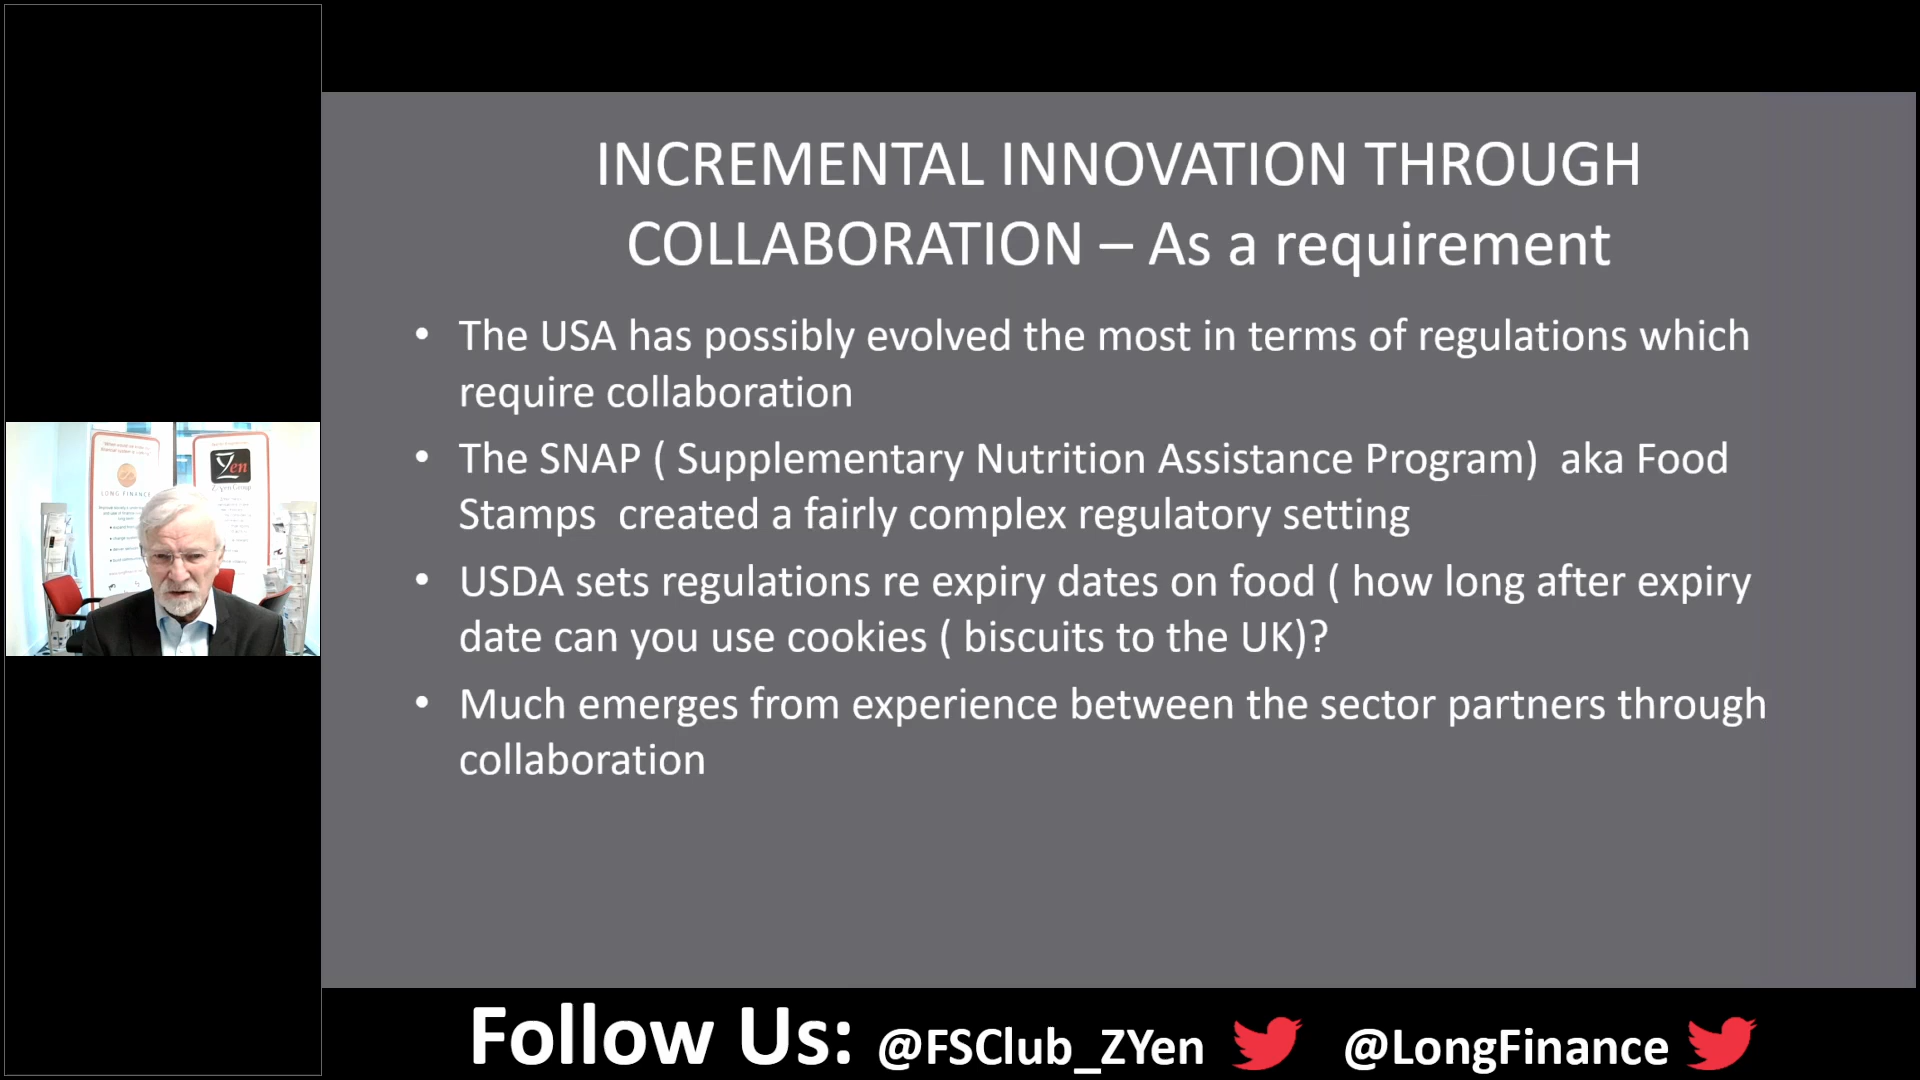 INCREMENTAL INNOVATION THROUGH
COLLABORATION – As a requirement
• The USA has possibly evolved the most in terms of regulations which
require collaboration
• The SNAP ( Supplementary Nutrition Assistance Program)  aka Food
Stamps  created a fairly complex regulatory setting
• USDA sets regulations re expiry dates on food ( how long after expiry
date can you use cookies ( biscuits to the UK)?
• Much emerges from experience between the sector partners through
collaboration
LONG FINANCE
Z/Yen Group
Follow Us: @FSClub_ZYen @LongFinance